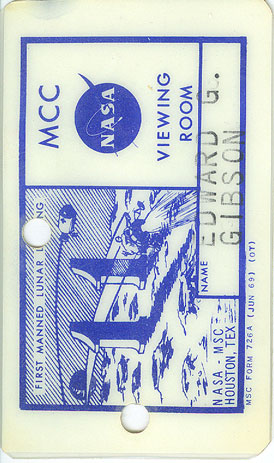 MCC
NASA
VIEWING
ROOM
FIRST MANNED LUNAR LANDING
NAME
EDWARD G.
GIBSON
NASA - MSC
HOUSTON, TEX
MSC FORM 726A (JUN 69) (OT)